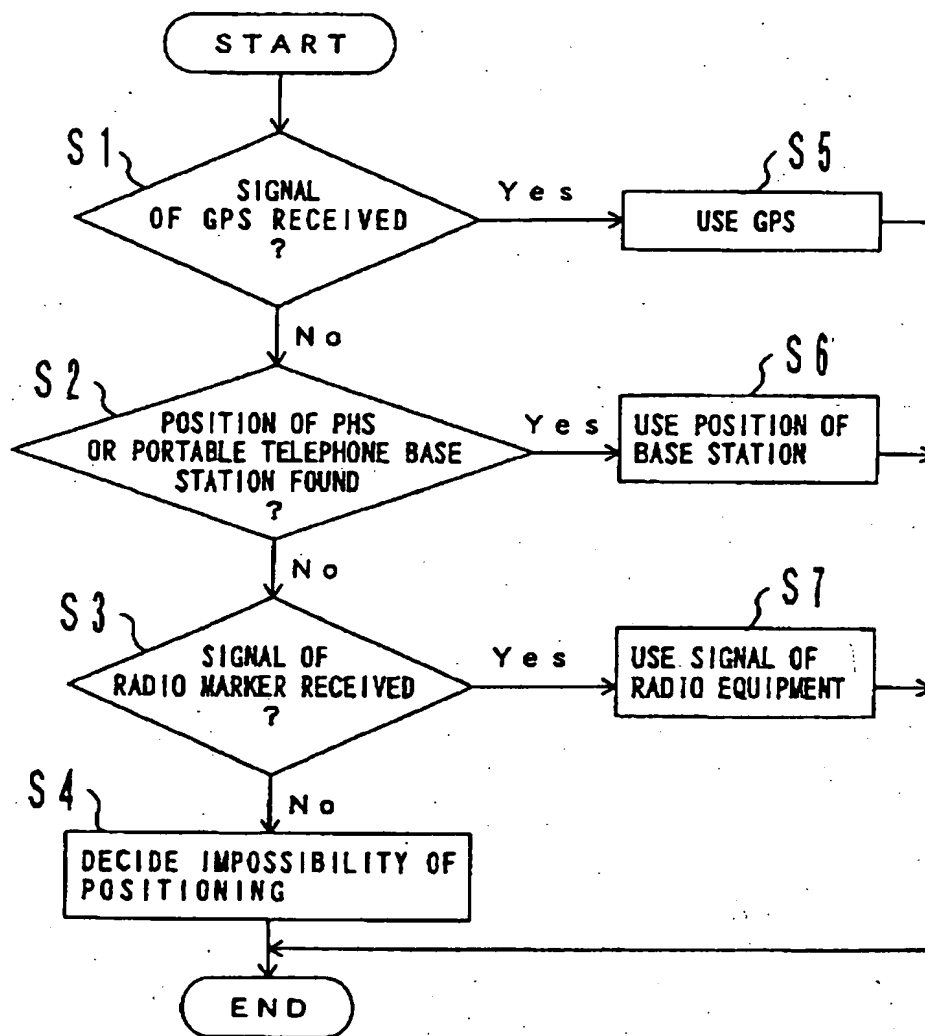 START
S1
SIGNAL
OF GPS RECEIVED
?
Yes
S5
USE GPS
No
S2
POSITION OF PHS
OR PORTABLE TELEPHONE BASE
STATION FOUND
?
Yes
S6
USE POSITION OF
BASE STATION
No
S3
SIGNAL OF
RADIO MARKER RECEIVED
?
Yes
S7
USE SIGNAL OF
RADIO EQUIPMENT
No
S4
DECIDE IMPOSSIBILITY OF
POSITIONING
END